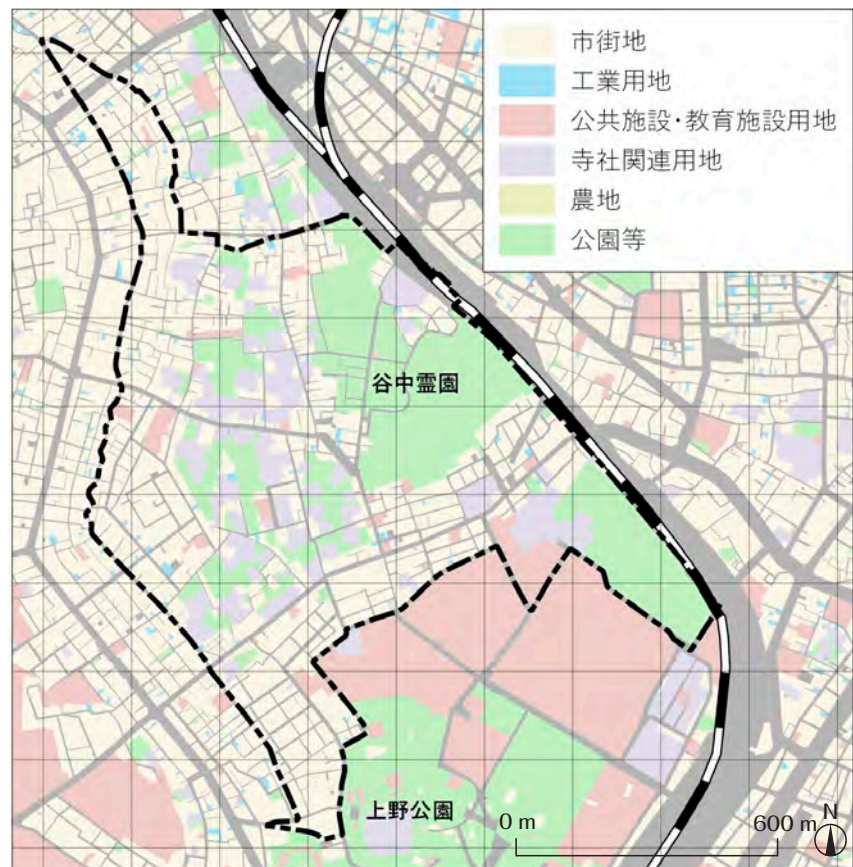 市街地
工業用地
公共施設・教育施設用地
寺社関連用地
農地
公園等
谷中霊園
上野公園
0 m
600 m
N